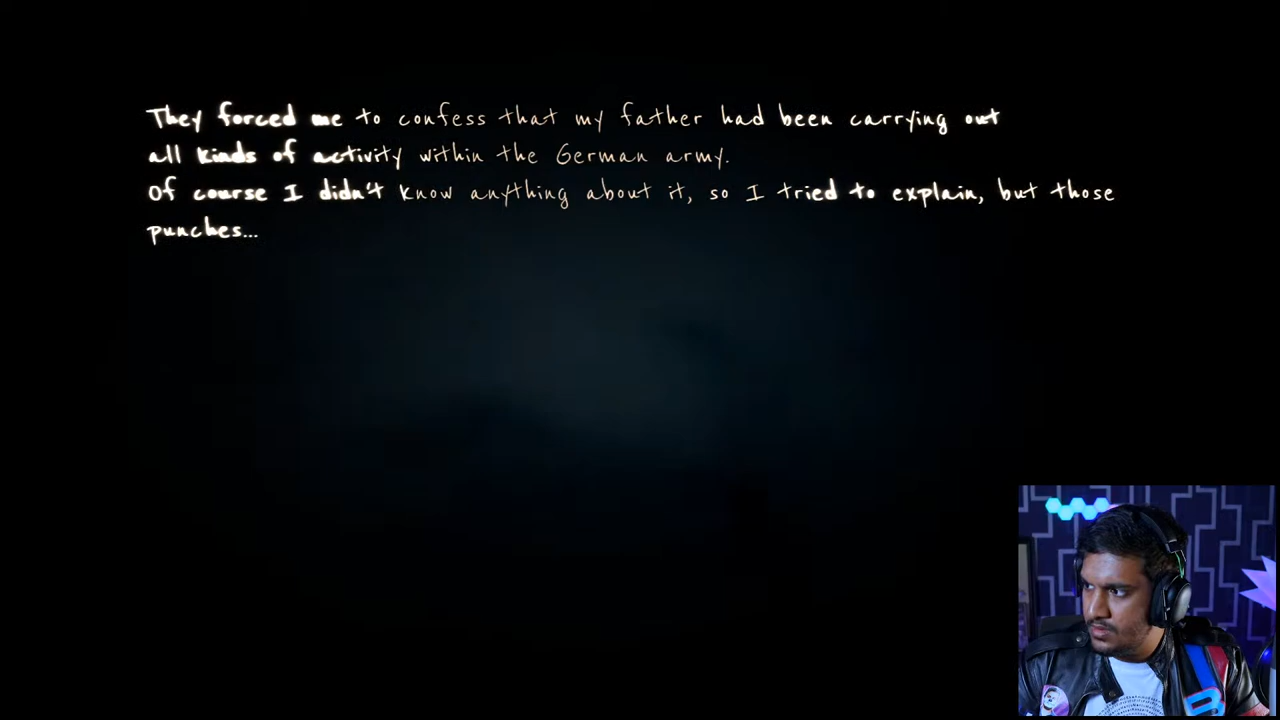 They forced me to confess that my father had been carrying out
all kinds of activity within the German army.
Of course I didn't know anything about it, so I tried to explain, but those
punches...